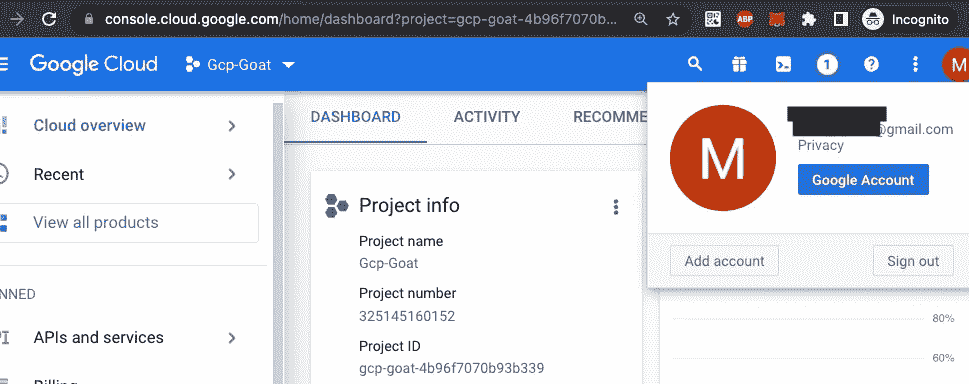 console.cloud.google.com/home/dashboard?project=gcp-goat-4b96f7070b...
ABP
Incognito
Google Cloud
Gcp-Goat
1
?
M
Cloud overview
Recent
View all products
NNED
APIs and services
DASHBOARD
ACTIVITY
RECOMME
Project info
Project name
Gcp-Goat
Project number
325145160152
Project ID
gcp-goat-4b96f7070b93b339
M
@gmail.com
Privacy
Google Account
Add account
Sign out
80%
60%